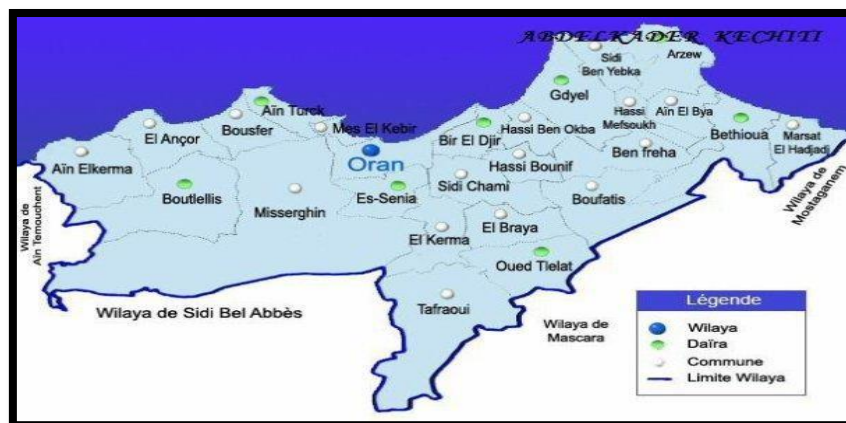 ABDELKADER KECHITI
Sidi
Ben Yebka
Arzew
Gdyel
Aïn Turck
El Ançor
Bousfer
Mes El Kebir
Bir El Djir
Hassi Ben Okba
Hassi
Mefsoukh
Aïn El Bya
Bethioua
Marsat
El Hadjadj
Aïn Elkerma
Oran
Hassi Bounif
Ben freha
Boutlellis
Misserghin
Es-Senia
Sidi Chami
Boufatis
El Kerma
El Braya
Oued Tlelat
Tafraoui
Wilaya de
Aïn Temouchent
Wilaya de
Mostaganem
Wilaya de Sidi Bel Abbès
Wilaya de
Mascara
Légende
Wilaya
Daïra
Commune
Limite Wilaya